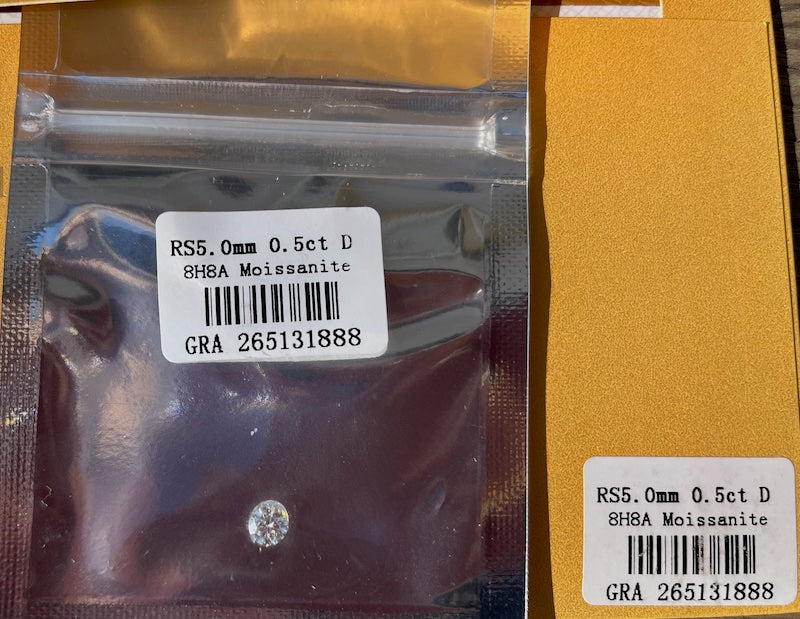 RS5.0mm 0.5ct D
8H8A Moissanite
GRA 265131888
RS5.0mm 0.5ct D
8H8A Moissanite
GRA 265131888